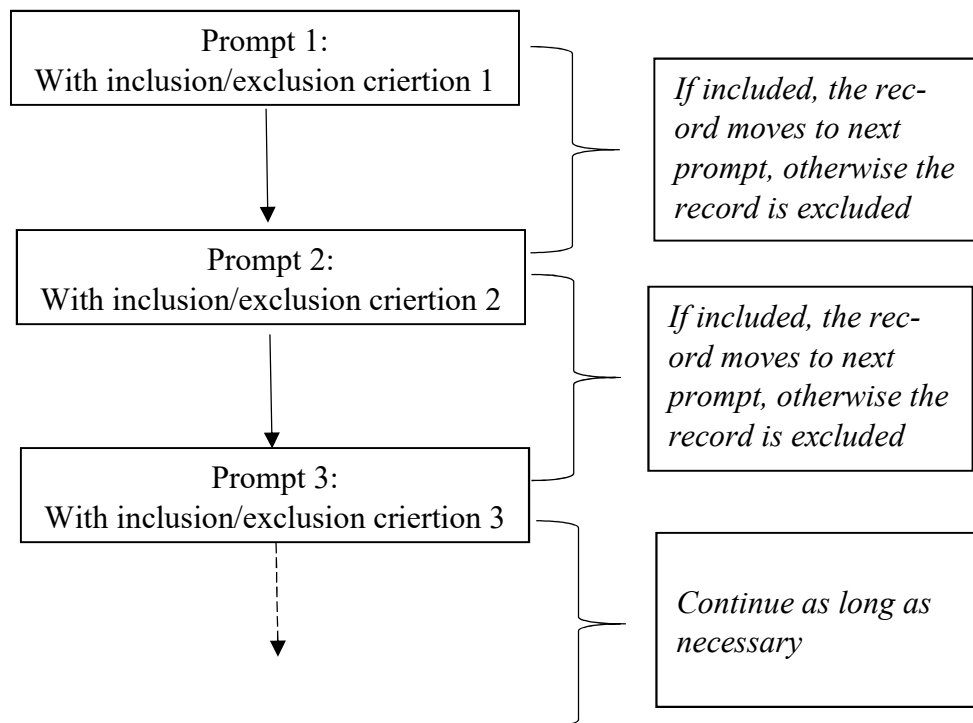 Prompt 1:
With inclusion/exclusion criertion 1
If included, the rec-
ord moves to next
prompt, otherwise the
record is excluded
Prompt 2:
With inclusion/exclusion criertion 2
If included, the rec-
ord moves to next
prompt, otherwise the
record is excluded
Prompt 3:
With inclusion/exclusion criertion 3
Continue as long as
necessary